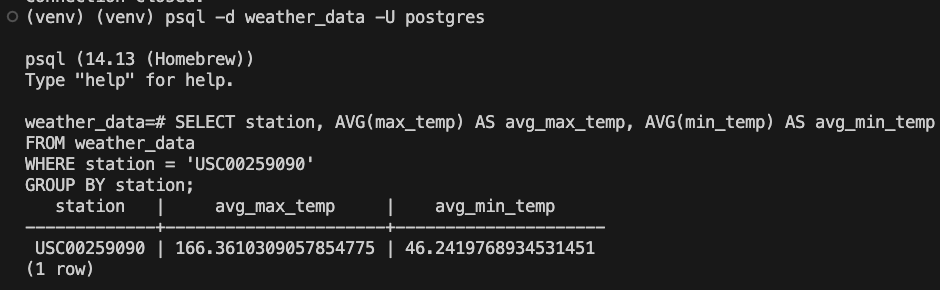 Connection closed.
(venv) (venv) psql -d weather_data -U postgres
psql (14.13 (Homebrew))
Type "help" for help.
weather_data=# SELECT station, AVG(max_temp) AS avg_max_temp, AVG(min_temp) AS avg_min_temp
FROM weather_data
WHERE station = 'USC00259090'
GROUP BY station;
station | avg_max_temp | avg_min_temp
-------------+----------------------+---------------------
USC00259090 | 166.3610309057854775 | 46.2419768934531451
(1 row)